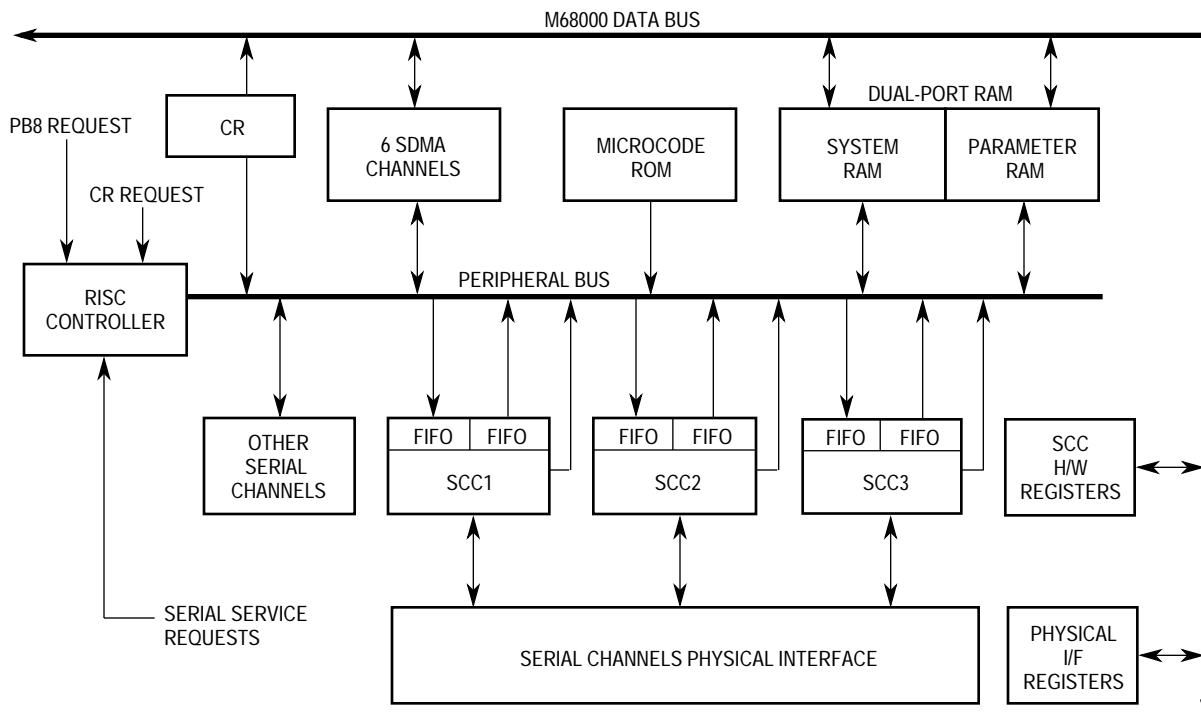 M68000 DATA BUS
DUAL-PORT RAM
PB8 REQUEST
CR
6 SDMA
CHANNELS
MICROCODE
ROM
SYSTEM
RAM
PARAMETER
RAM
CR REQUEST
PERIPHERAL BUS
RISC
CONTROLLER
OTHER
SERIAL
CHANNELS
FIFO FIFO
SCC1
FIFO FIFO
SCC2
FIFO FIFO
SCC3
SCC
H/W
REGISTERS
SERIAL SERVICE
REQUESTS
SERIAL CHANNELS PHYSICAL INTERFACE
PHYSICAL
I/F
REGISTERS